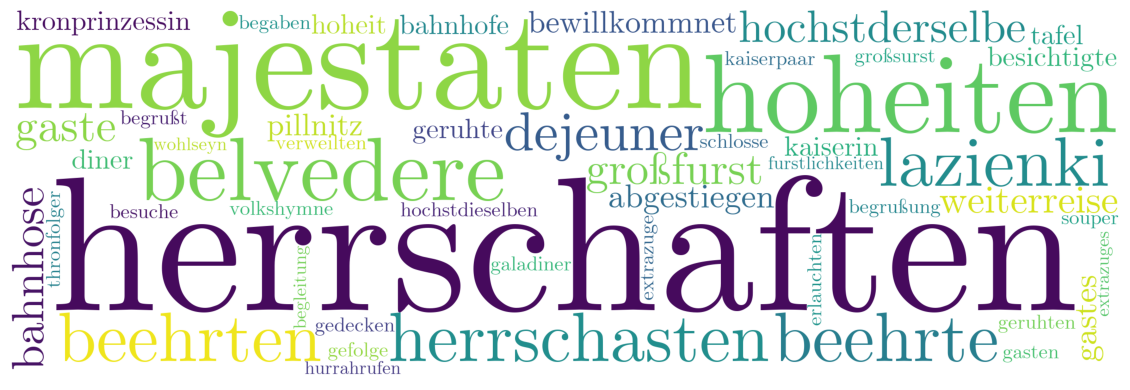 kronprinzessin begaben hoheit bahnhofe bewillkommnet hochstderselbe tafel
majestaten kaiserpaar großsurst besichtigte
hoheiten
gaste begrußt pillnitz geruhte dejeuner schlosse kaiserin
wohlseyn verweilten
diner belvedere großfurst furstlichkeiten lazienki
abgestiegen begrußung weiterreise
bahnhose thronfolger besuche volkshymne hochstdieselben souper
herrschaften
begleitung galadiner extrazuge erlauchten extrazuges
beehrten gedecken herrschasten beehrte geruhten gastes
gefolge gasten
hurrahrufen